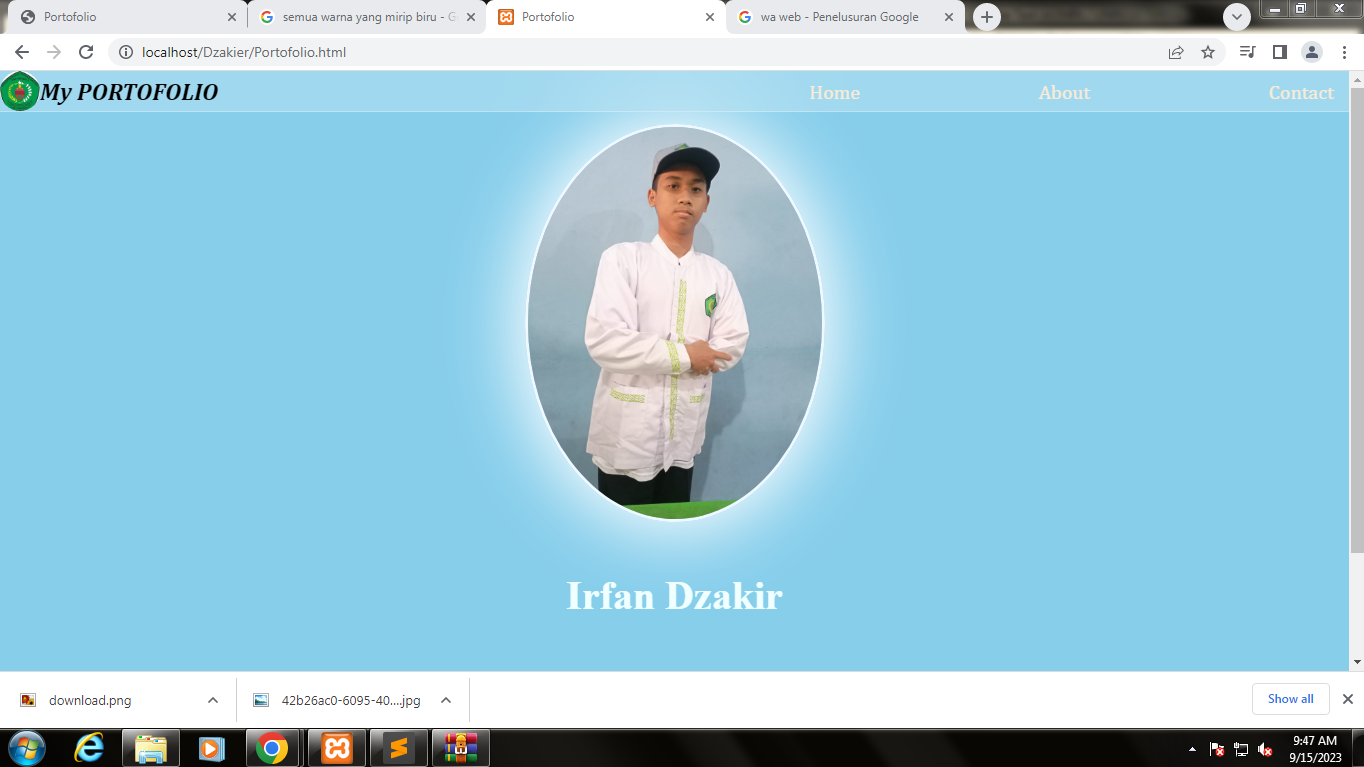 Portofolio
semua warna yang mirip biru - G
Portofolio
wa web - Penelusuran Google
localhost/Dzakier/Portofolio.html
My PORTOFOLIO
Home
About
Contact
Irfan Dzakir
download.png
42b26ac0-6095-40....jpg
Show all
9:47 AM
9/15/2023